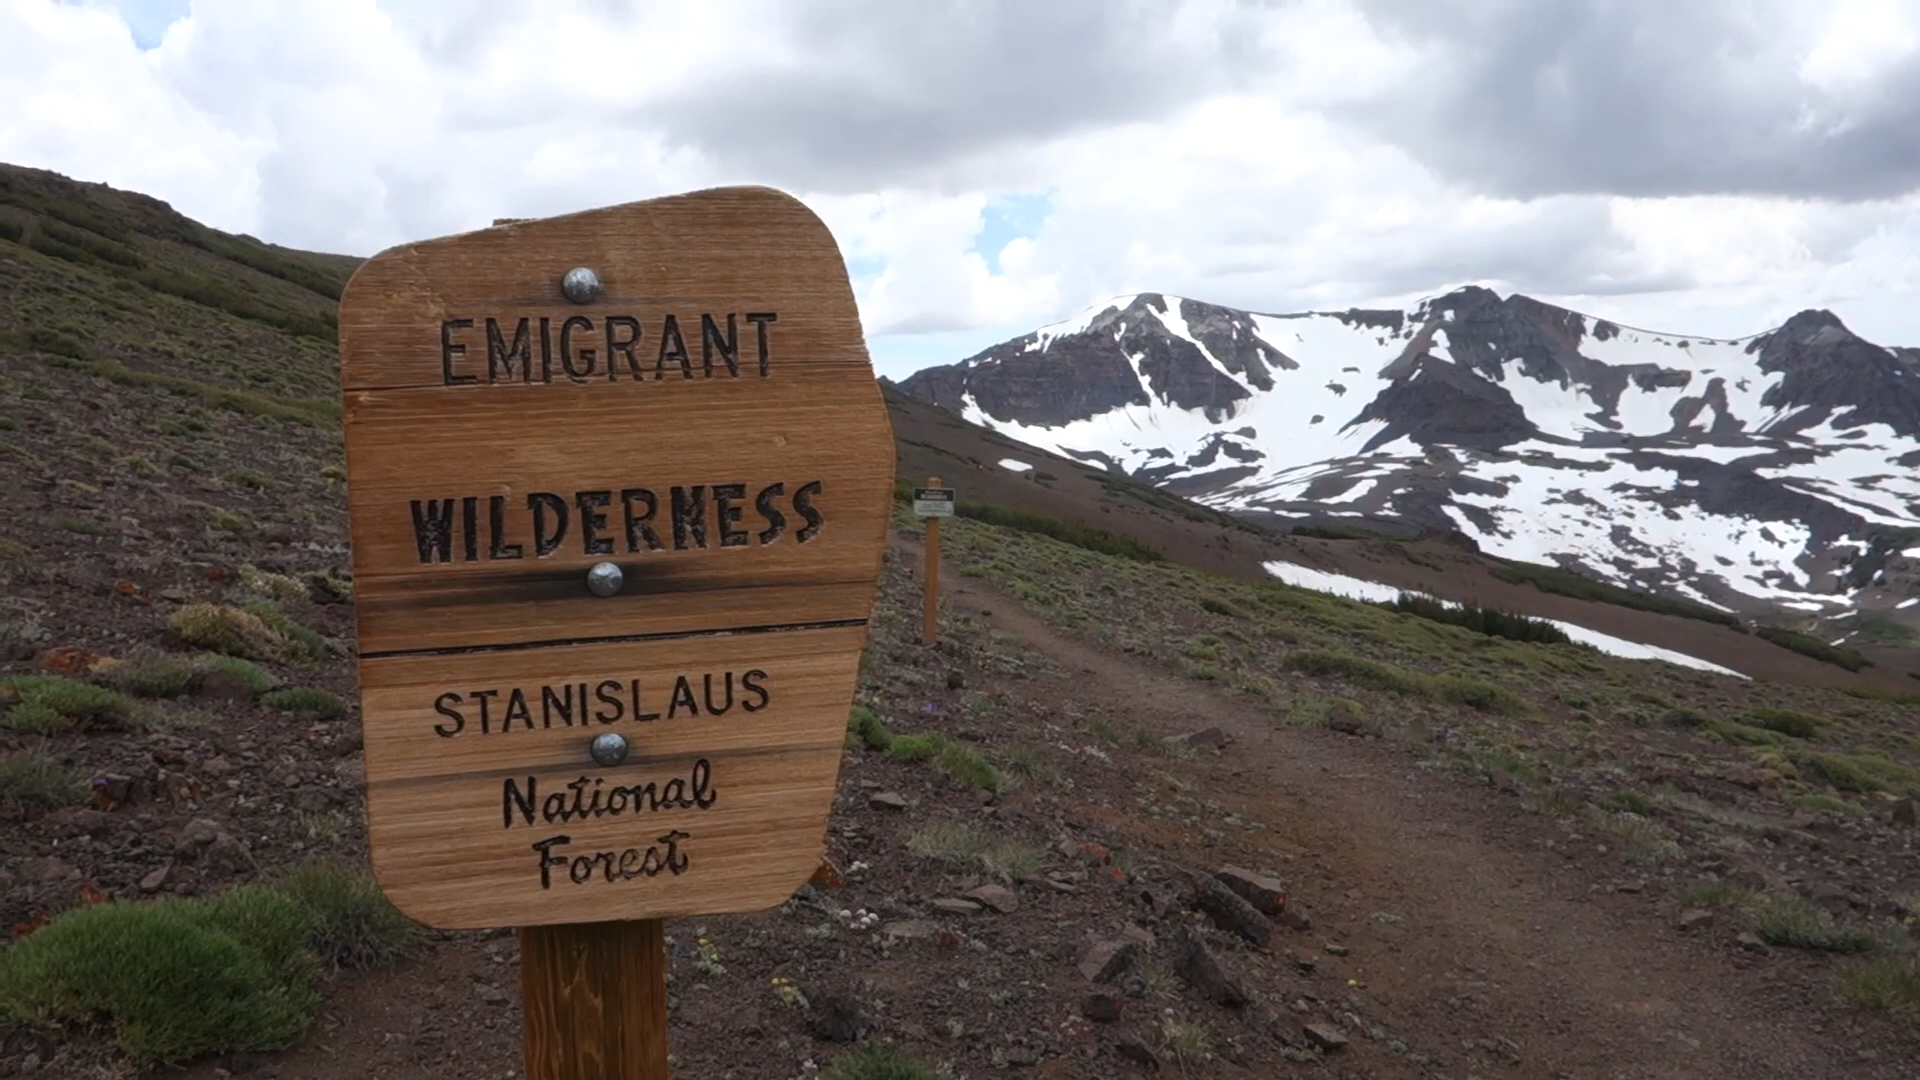 EMIGRANT
WILDERNESS
STANISLAUS
National
Forest